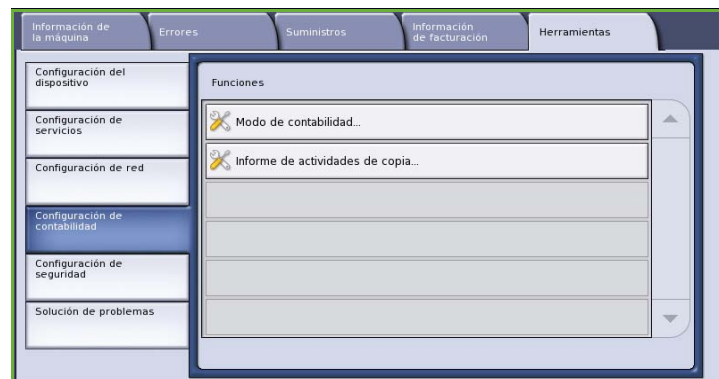 Información de
la máquina
Errores
Suministros
Información
de facturación
Herramientas
Configuración del
dispositivo
Configuración de
servicios
Configuración de red
Configuración de
contabilidad
Configuración de
seguridad
Solución de problemas
Funciones
Modo de contabilidad...
Informe de actividades de copia...